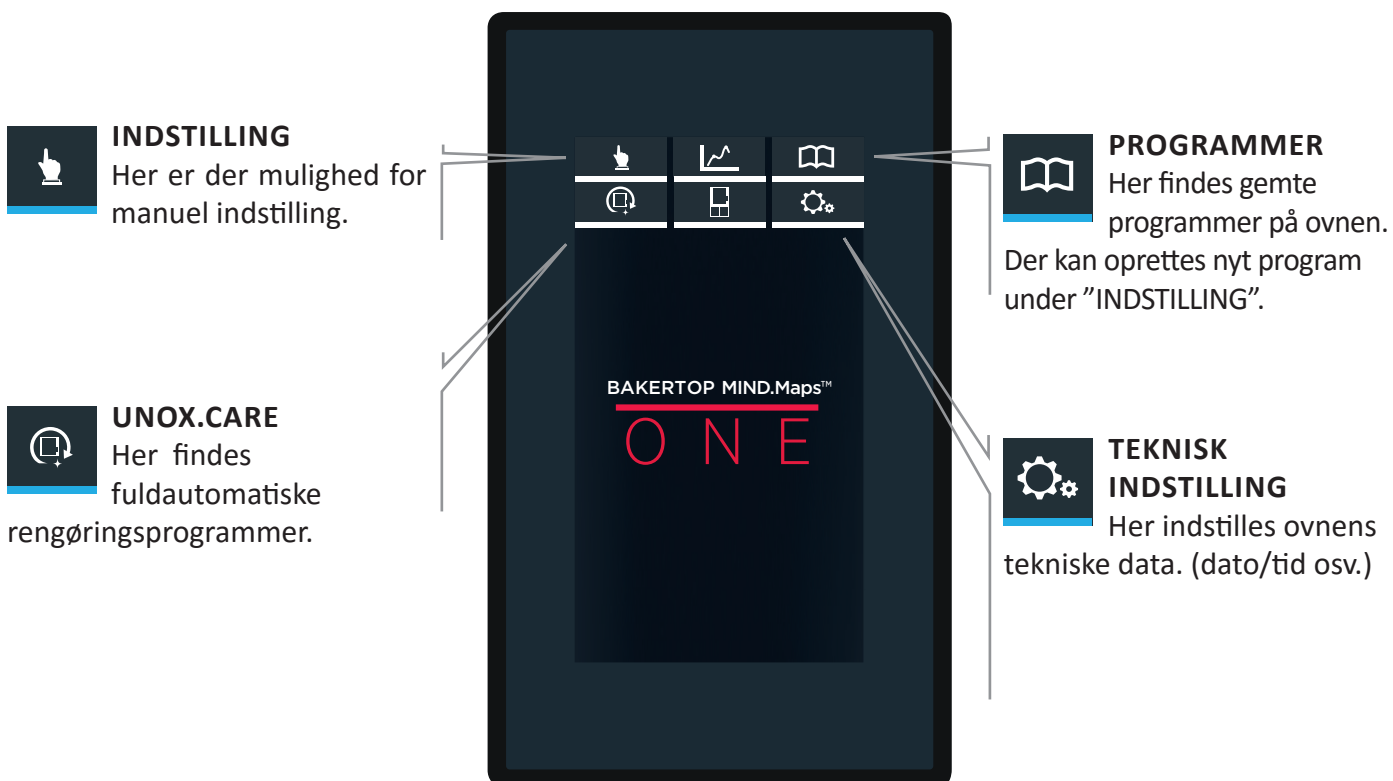 INDSTILLING
Her er der mulighed for
manuel indstilling.
UNOX.CARE
Her findes
fuldautomatiske
rengøringsprogrammer.
BAKERTOP MIND.Maps™
ONE
PROGRAMMER
Her findes gemte
programmer på ovnen.
Der kan oprettes nyt program
under ”INDSTILLING”.
TEKNISK
INDSTILLING
Her indstilles ovnens
tekniske data. (dato/tid osv.)